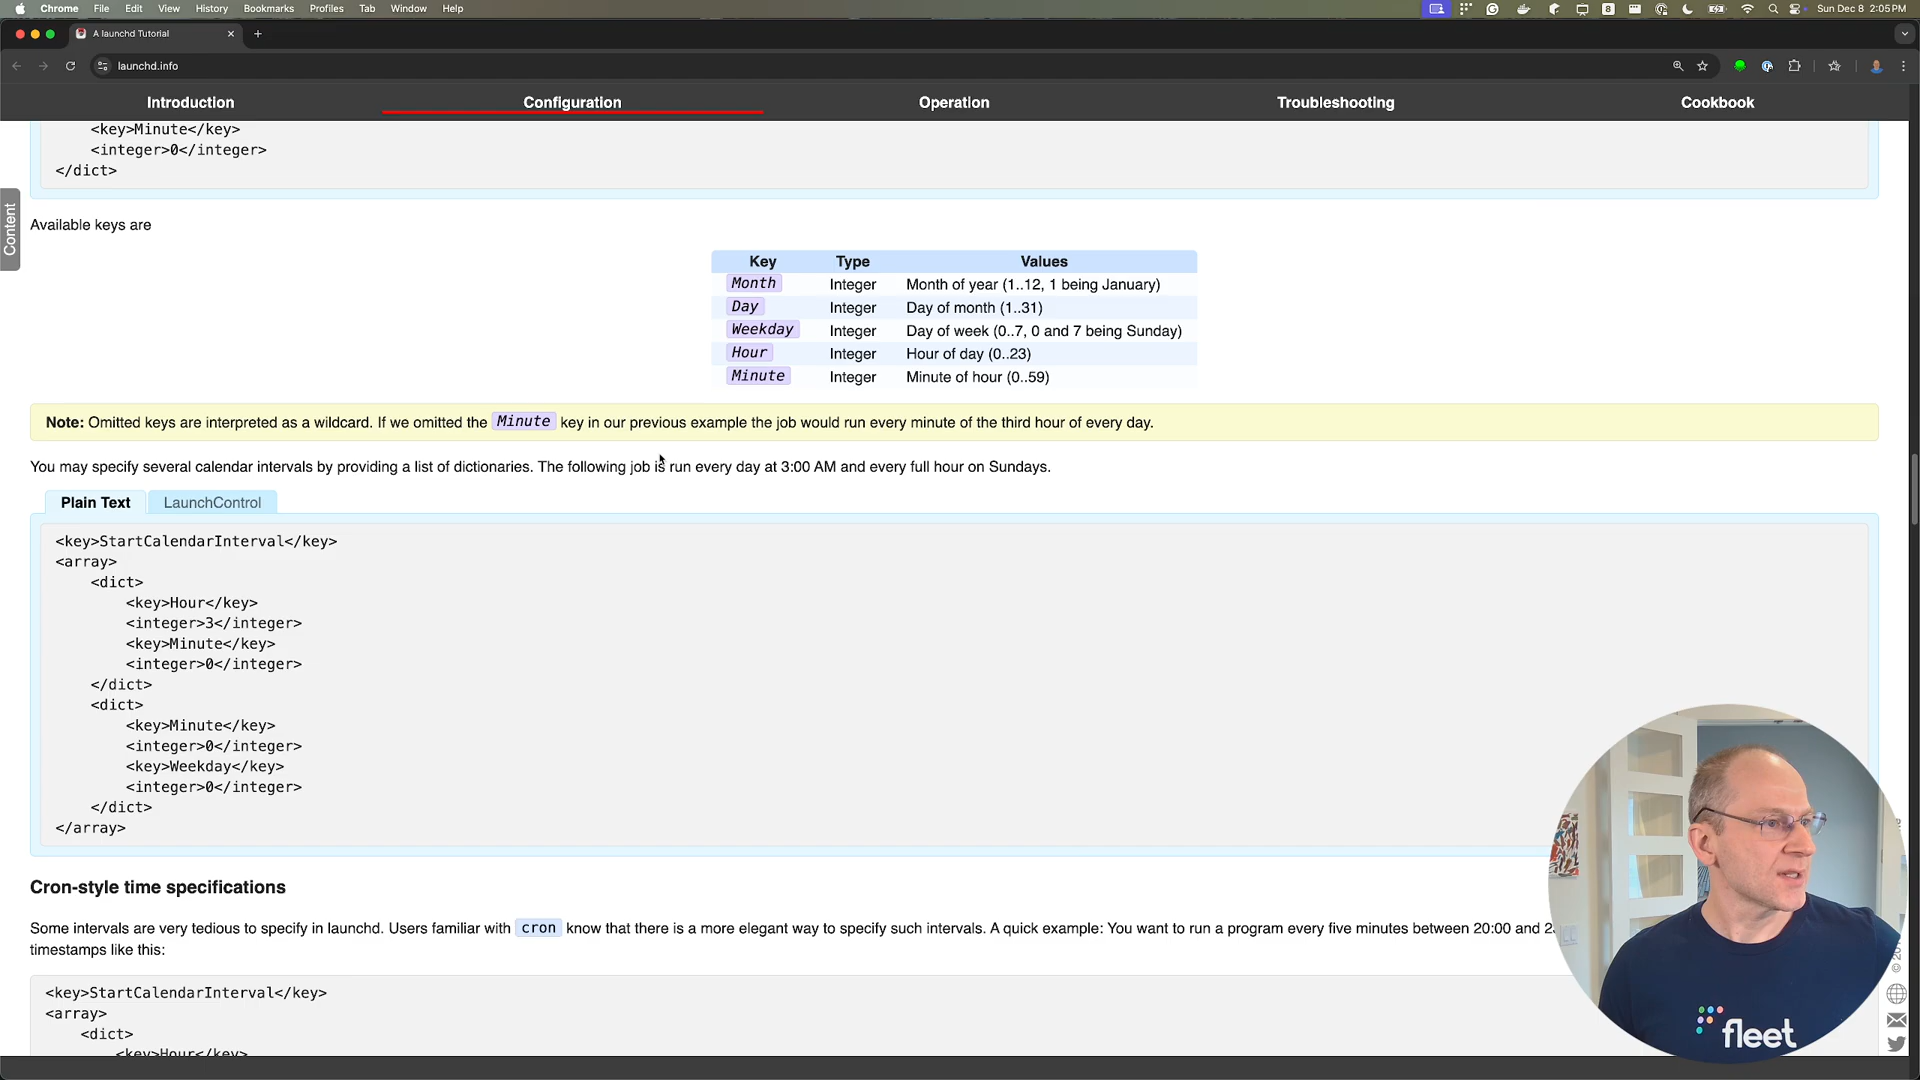 Chrome File Edit View History Bookmarks Profiles Tab Window Help
8
Sun Dec 8 2:05 PM
A launchd Tutorial
launchd.info
Introduction Configuration Operation Troubleshooting Cookbook
Content
<key>Minute</key>
<integer>0</integer>
</dict>
Available keys are
Key Type Values
Month Integer Month of year (1..12, 1 being January)
Day Integer Day of month (1..31)
Weekday Integer Day of week (0..7, 0 and 7 being Sunday)
Hour Integer Hour of day (0..23)
Minute Integer Minute of hour (0..59)
Note: Omitted keys are interpreted as a wildcard. If we omitted the Minute key in our previous example the job would run every minute of the third hour of every day.
You may specify several calendar intervals by providing a list of dictionaries. The following job is run every day at 3:00 AM and every full hour on Sundays.
Plain Text LaunchControl
<key>StartCalendarInterval</key>
<array>
<dict>
<key>Hour</key>
<integer>3</integer>
<key>Minute</key>
<integer>0</integer>
</dict>
<dict>
<key>Minute</key>
<integer>0</integer>
<key>Weekday</key>
<integer>0</integer>
</dict>
</array>
Cron-style time specifications
Some intervals are very tedious to specify in launchd. Users familiar with cron know that there is a more elegant way to specify such intervals. A quick example: You want to run a program every five minutes between 20:00 and
timestamps like this:
<key>StartCalendarInterval</key>
<array>
<dict>
<key>Hour</key>
fleet